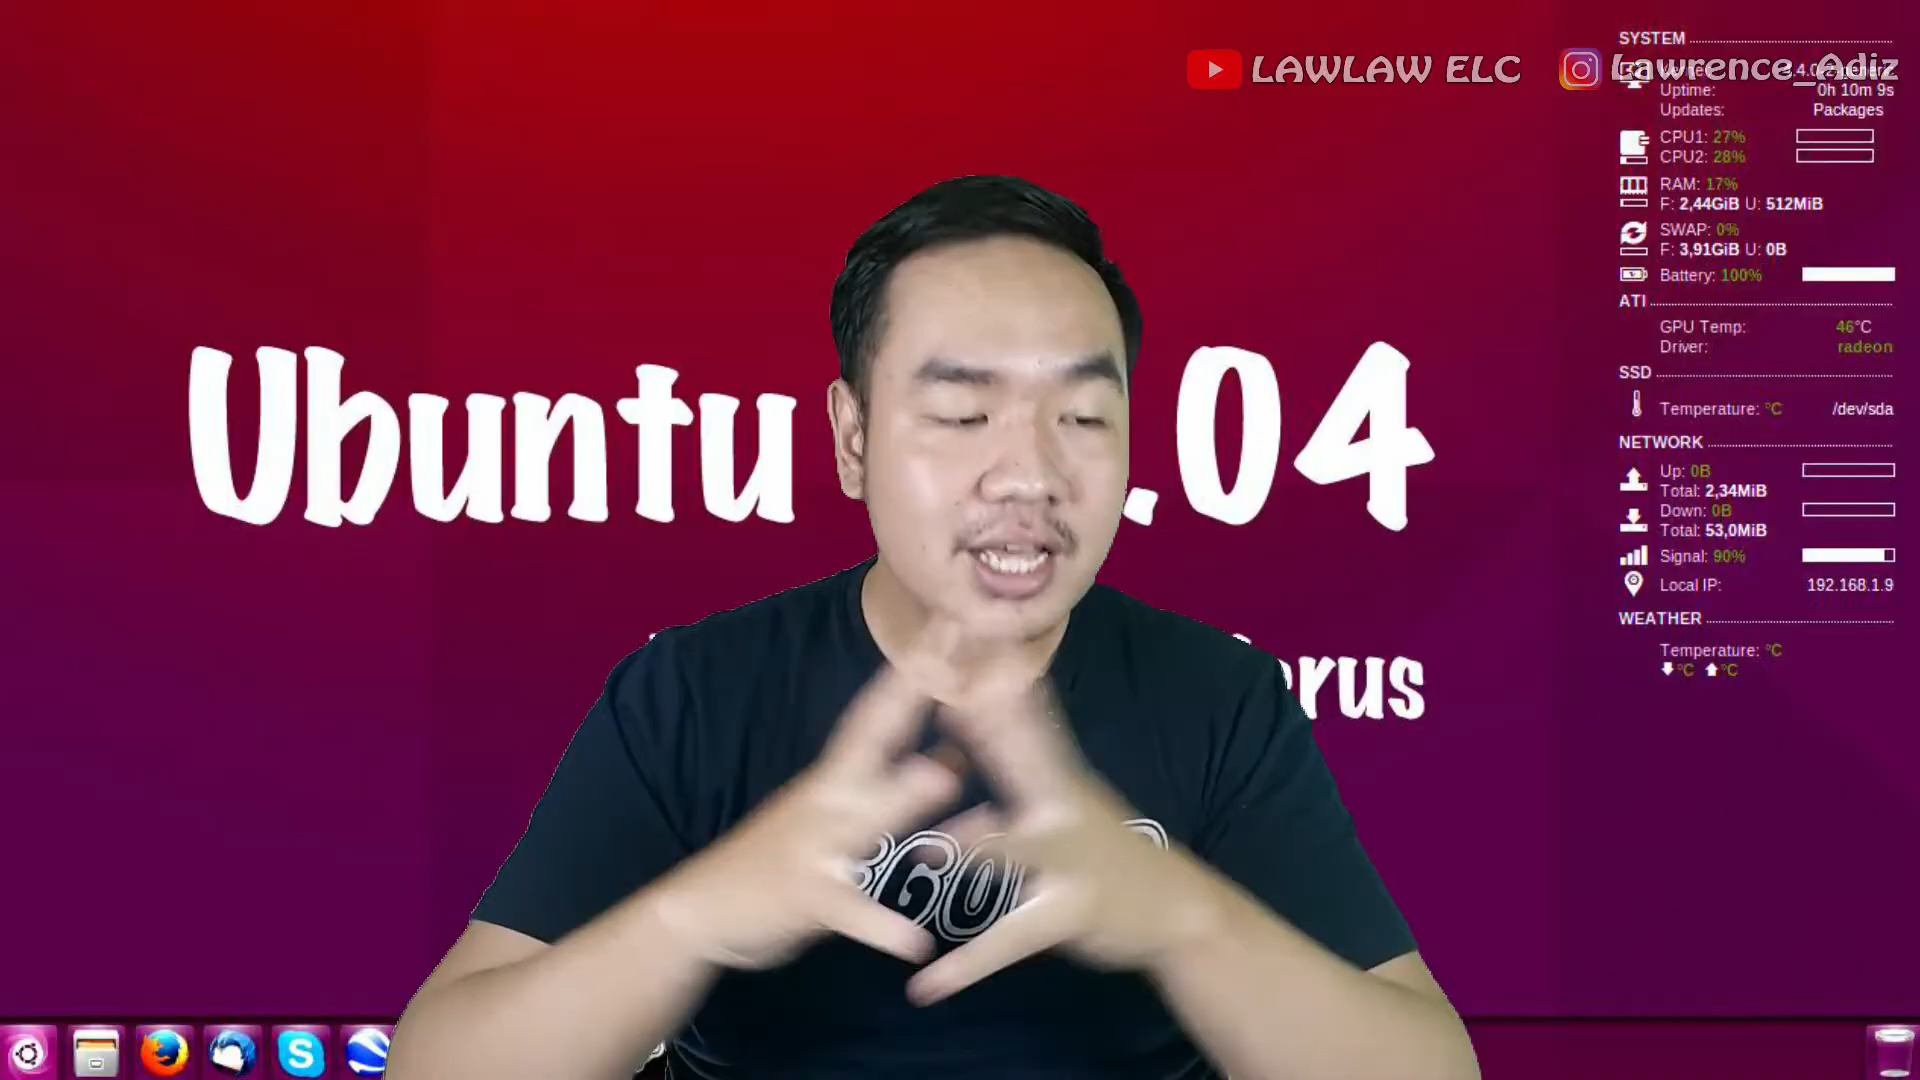 SYSTEM
LAWLAW ELC
Lawrence_Adiz
Uptime: 0h 10m 9s
Updates: Packages
CPU1: 27%
CPU2: 28%
RAM: 17%
F: 2,44GiB U: 512MiB
SWAP: 0%
F: 3,91GiB U: 0B
Battery: 100%
ATI
GPU Temp: 46°C
Driver: radeon
SSD
Temperature: °C /dev/sda
NETWORK
Up: 0B
Total: 2,34MiB
Down: 0B
Total: 53,0MiB
Signal: 90%
Local IP: 192.168.1.9
WEATHER
Temperature: °C
°C °C
Ubuntu .04
rus